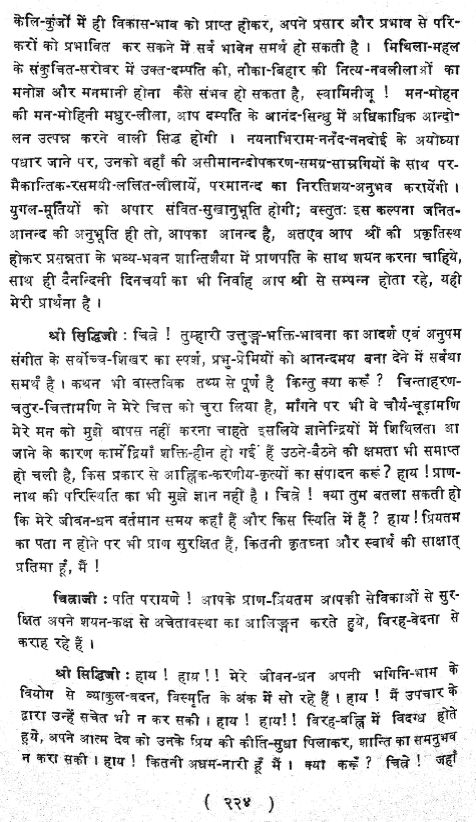 केलि-कुंजों में ही विकास-भाव को प्राप्त होकर, अपने प्रसार और प्रभाव से परि-
करों को प्रभावित कर सकने में सर्व भावेन समर्थ हो सकती है । मिथिला-महल
के संकुचित-सरोवर में उक्त-दम्पति की, नौका-बिहार की नित्य-नवलीलाओं का
मनोज्ञ और मनमानी होना कैसे संभव हो सकता है, स्वामिनीजू ! मन-मोहन
की मन-मोहिनी मधुर-लीला, आप दम्पति के आनंद-सिन्धु में अधिकाधिक आन्दो-
लन उत्पन्न करने वाली सिद्ध होगी । नयनाभिराम-ननँद-ननदोई के अयोध्या
पधार जाने पर, उनको वहाँ की असीमानन्दोपकरण-समग्र-सामग्रियों के साथ पर-
मैकान्तिक-रसमयी-ललित-लीलायें, परमानन्द का निरतिशय-अनुभव करायेंगी ।
युगल-मूर्तियों को अपार संवित-सुखानुभूति होगी; वस्तुतः इस कल्पना जनित-
आनन्द की अनुभूति ही तो, आपका आनन्द है, अतएव आप श्री की प्रकृतिस्थ
होकर प्रसन्नता के भव्य-भवन शान्तिशैया में प्राणपति के साथ शयन करना चाहिये,
साथ ही दैनन्दिनी दिनचर्या का भी निर्वाह आप श्री से सम्पन्न होता रहे, यही
मेरी प्रार्थना है ।
श्री सिद्धिजी : चित्रे ! तुम्हारी उत्तुङ्ग-भक्ति-भावना का आदर्श एवं अनुपम
संगीत के सर्वोच्च-शिखर का स्पर्श, प्रभु-प्रेमियों को आनन्दमय बना देने में सर्वथा
समर्थ है । कथन भी वास्तविक तथ्य से पूर्ण है किन्तु क्या करूँ ? चिन्ताहरण-
चतुर-चित्तामणि ने मेरे चित्त को चुरा लिया है, माँगने पर भी वे चौर्य-चूड़ामणि
मेरे मन को मुझे वापस नहीं करना चाहते इसलिये ज्ञानेन्द्रियों में शिथिलता आ
जाने के कारण कार्मेंद्रियाँ शक्ति-हीन हो गई हैं उठने-बैठने की क्षमता भी समाप्त
हो चली है, किस प्रकार से आह्निक-करणीय-कृत्यों का संपादन करूँ ? हाय ! प्राण-
नाथ की परिस्थिति का भी मुझे ज्ञान नहीं है । चित्रे ! क्या तुम बतला सकती हो
कि मेरे जीवन-धन वर्तमान समय कहाँ हैं और किस स्थिति में हैं ? हाय ! प्रियतम
का पता न होने पर भी प्राण सुरक्षित हैं, कितनी कृतघ्ना और स्वार्थ की साक्षात्
प्रतिमा हूँ, मैं !
चित्राजी : पति परायणे ! आपके प्राण-प्रियतम आपकी सेविकाओं से सुर-
क्षित अपने शयन-कक्ष से अचेतावस्था का आलिङ्गन करते हुये, विरह-वेदना से
कराह रहे हैं ।
श्री सिद्धिजी : हाय ! हाय !! मेरे जीवन-धन अपनी भगिनि-भाम के
वियोग से व्याकुल-वदन, विस्मृति के अंक में सो रहे हैं । हाय ! मैं उपचार के
द्वारा उन्हें सचेत भी न कर सकी । हाय ! हाय!! विरह-वह्नि में विदग्ध होते
हुये, अपने आत्म देव को उनके प्रिय की कीर्ति-सुधा पिलाकर, शान्ति का समनुभव
न करा सकी । हाय ! कितनी अधम-नारी हूँ मैं । क्या करूँ ? चित्रे ! जहाँ
( २२४ )